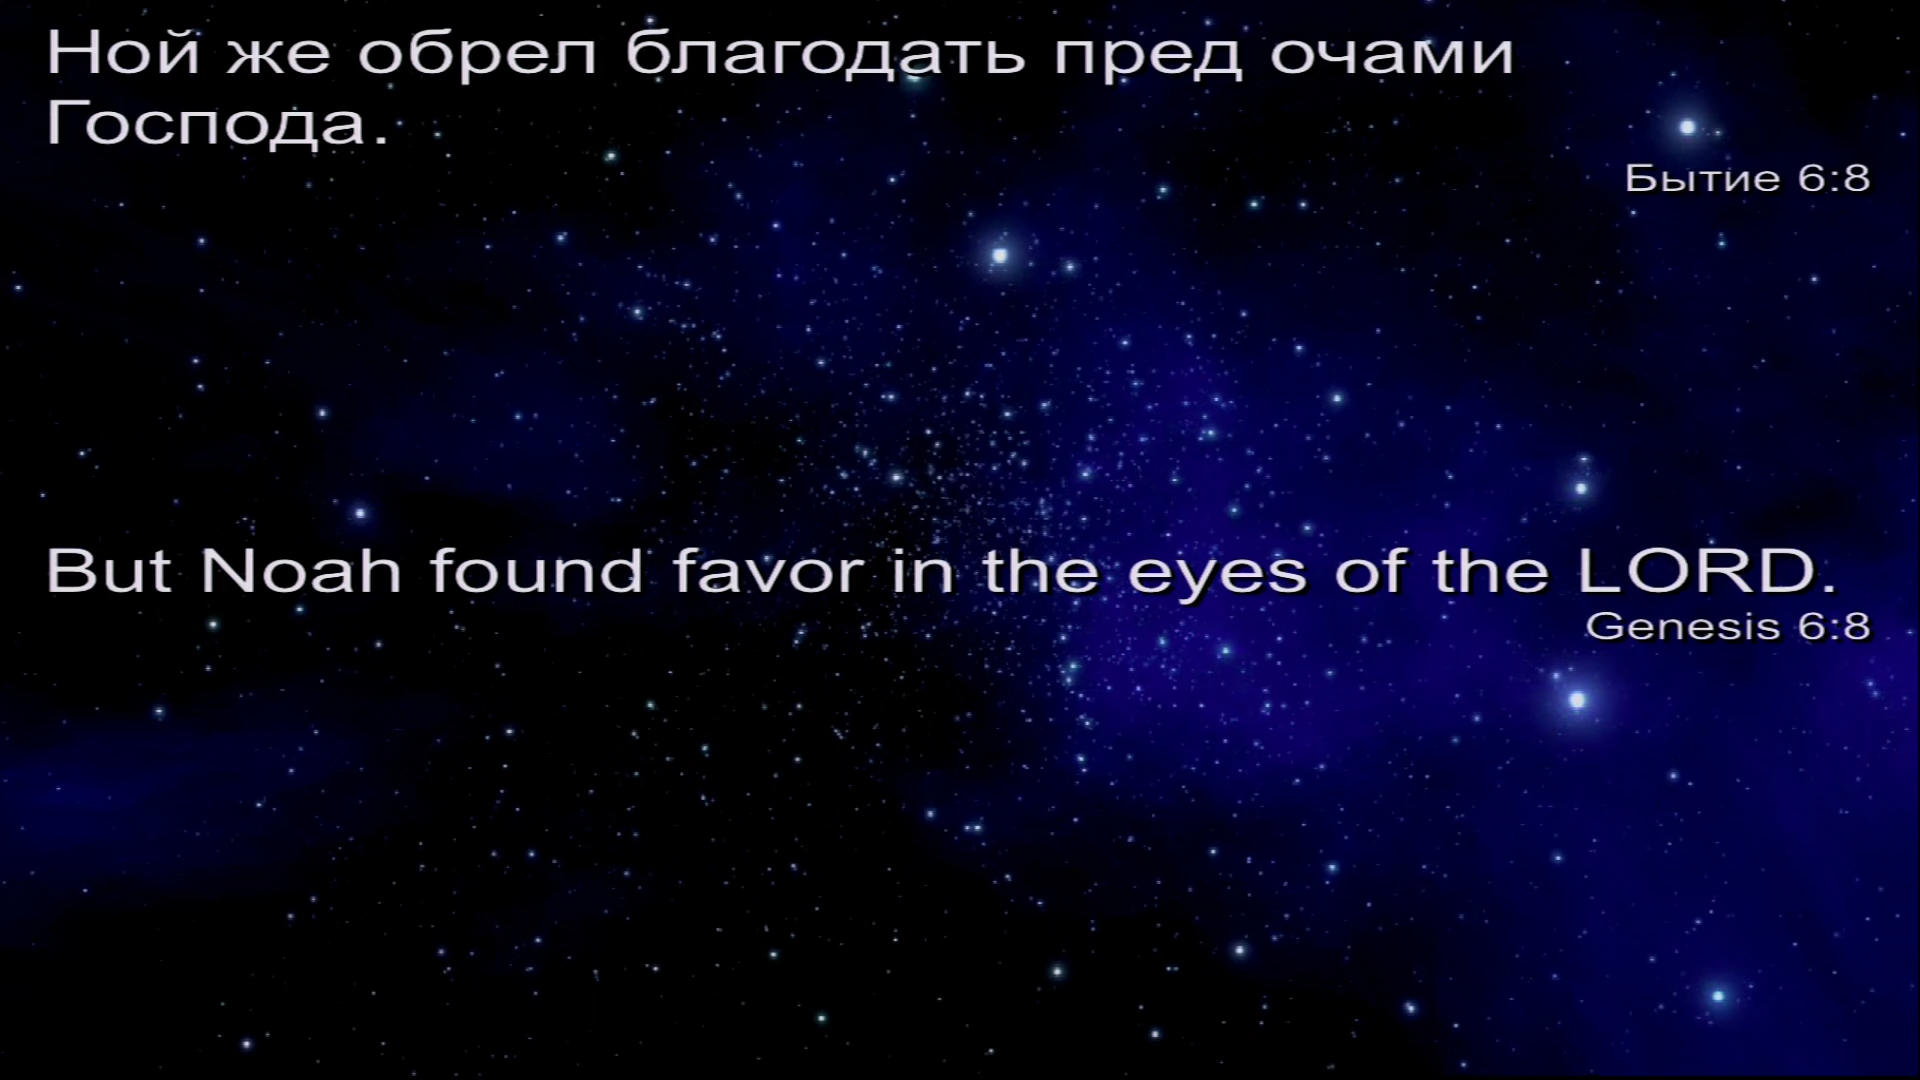 Ной же обрел благодать пред очами
Господа.
Бытие 6:8
But Noah found favor in the eyes of the LORD.
Genesis 6:8